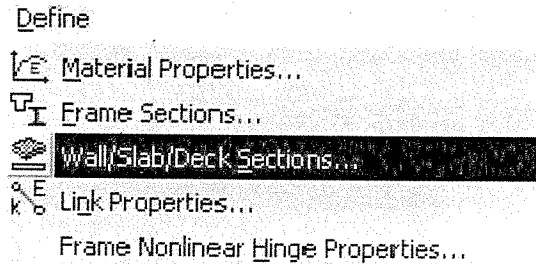 Define
Material Properties...
Frame Sections...
Wall/Slab/Deck Sections...
Link Properties...
Frame Nonlinear Hinge Properties...